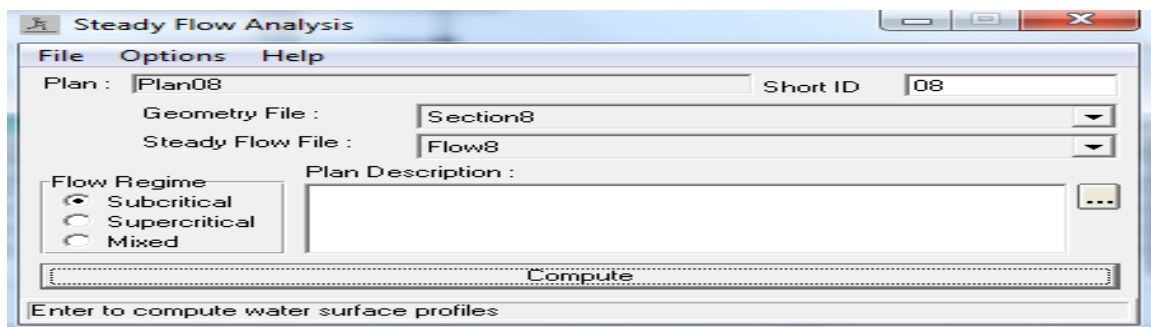 Steady Flow Analysis
File Options Help
Plan : Plan08 Short ID 08
Geometry File : Section8
Steady Flow File : Flow8
Flow Regime Plan Description :
Subcritical
Supercritical
Mixed
...
Compute
Enter to compute water surface profiles